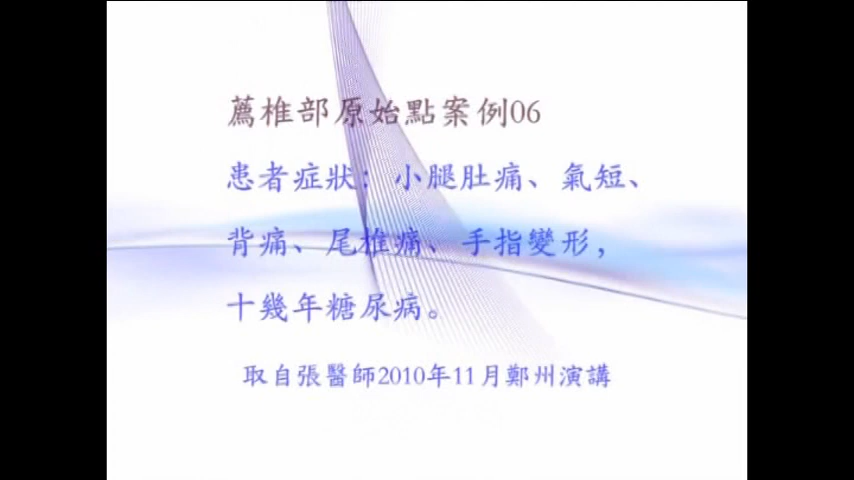 薦椎部原始點案例06
患者症狀：小腿肚痛、氣短、
背痛、尾椎痛、手指變形，
十幾年糖尿病。
取自張醫師2010年11月鄭州演講